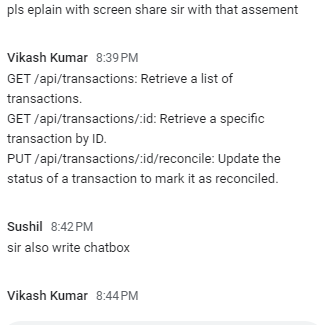 pls eplain with screen share sir with that assement
Vikash Kumar 8:39 PM
GET /api/transactions: Retrieve a list of
transactions.
GET /api/transactions/:id: Retrieve a specific
transaction by ID.
PUT /api/transactions/:id/reconcile: Update the
status of a transaction to mark it as reconciled.
Sushil 8:42 PM
sir also write chatbox
Vikash Kumar 8:44 PM